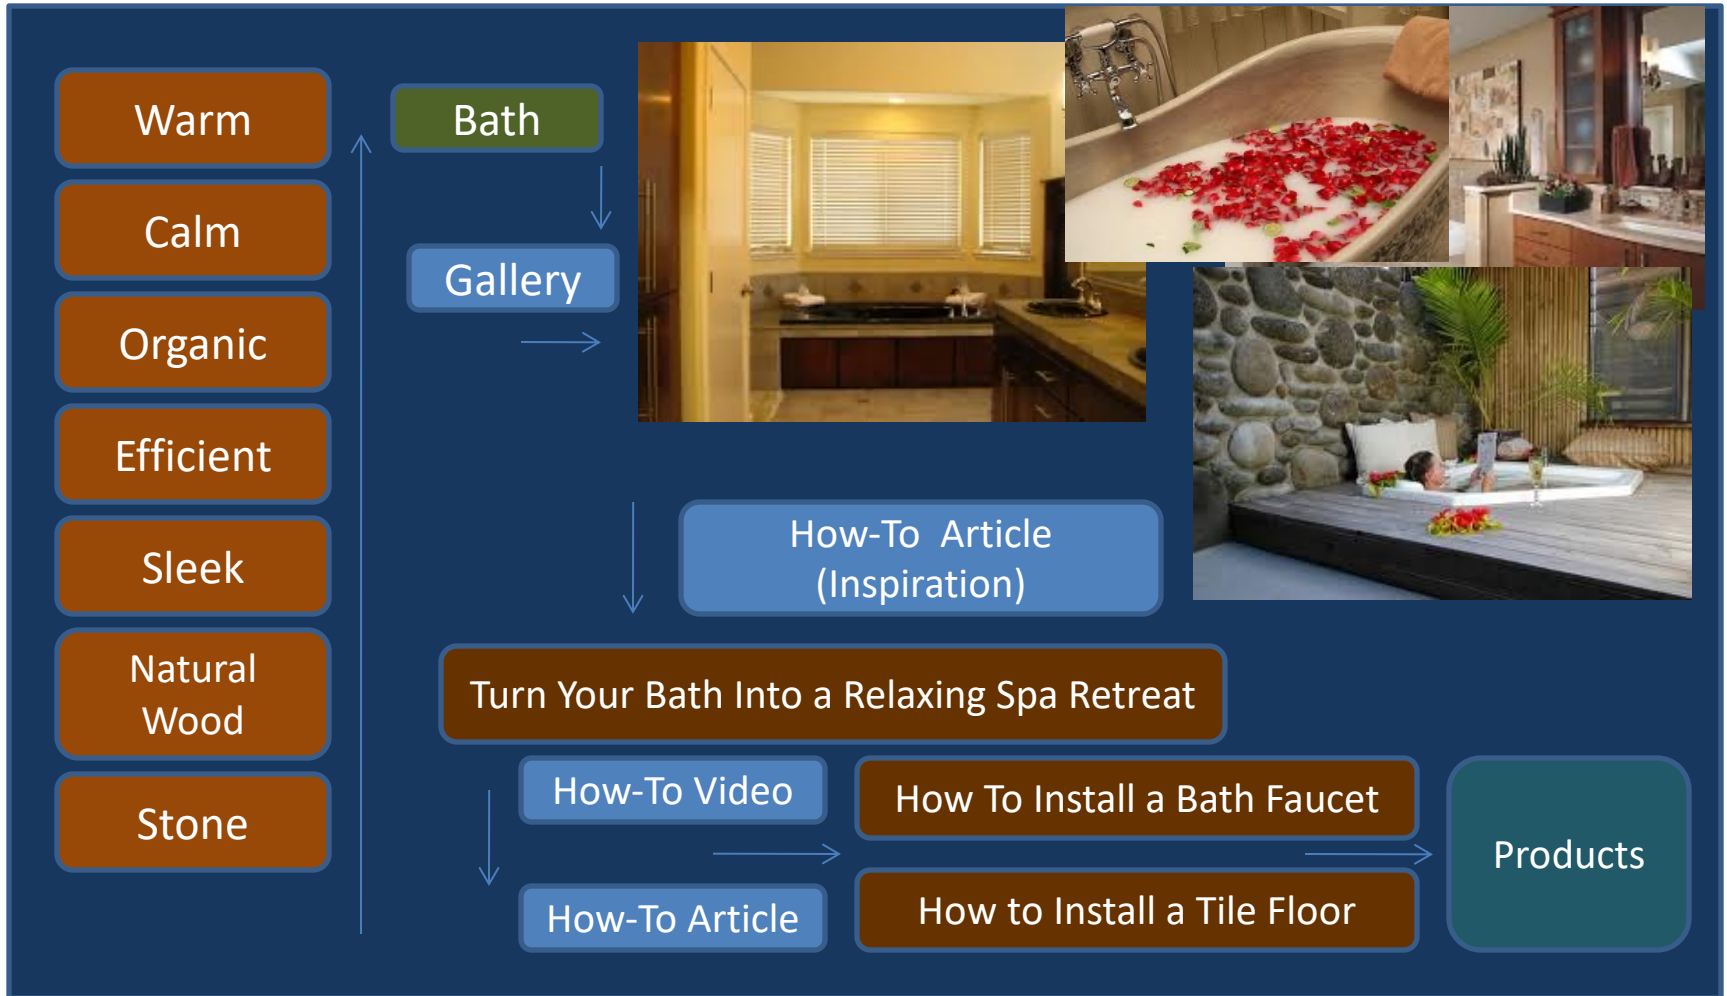 Warm
Calm
Organic
Efficient
Sleek
Natural
Wood
Stone
Bath
Gallery
How-To  Article
(Inspiration)
Turn Your Bath Into a Relaxing Spa Retreat
How-To Video
How To Install a Bath Faucet
How-To Article
How to Install a Tile Floor
Products